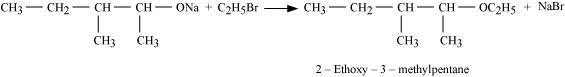 CH₃ — CH₂ — CH — CH — ONa + C₂H₅Br ⟶ CH₃ — CH₂ — CH — CH — OC₂H₅ + NaBr
CH₃ CH₃ CH₃ CH₃
2 – Ethoxy – 3 – methylpentane